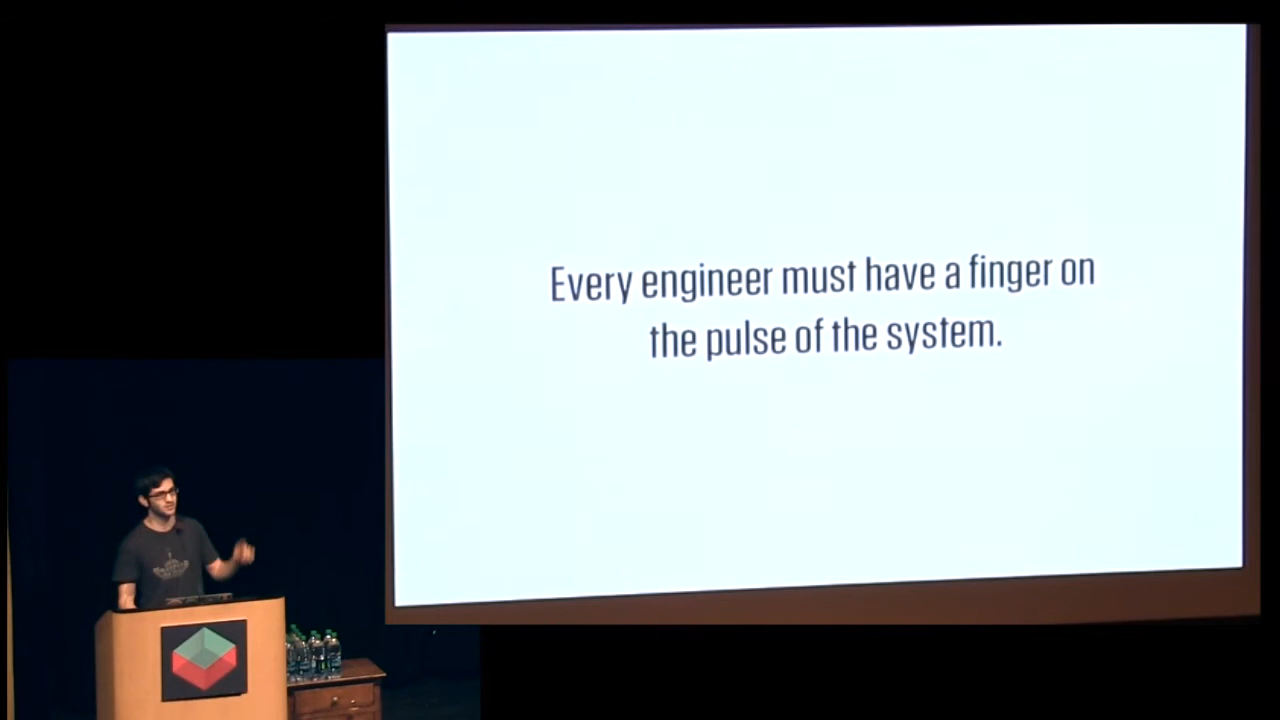 Every engineer must have a finger on
the pulse of the system.